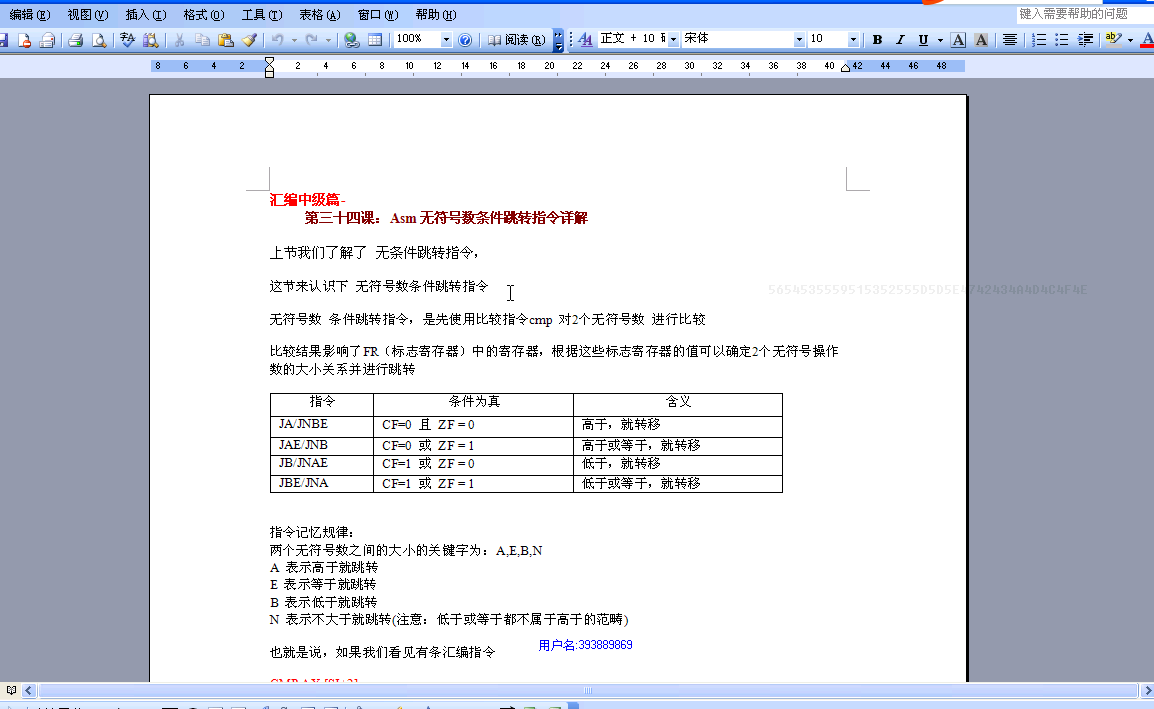 编辑(E) 视图(V) 插入(I) 格式(O) 工具(T) 表格(A) 窗口(W) 帮助(H) 键入需要帮助的问题
100% 阅读(R) 正文 + 10 宋体 10 B I U A A
8 6 4 2 2 4 6 8 10 12 14 16 18 20 22 24 26 28 30 32 34 36 38 40 42 44 46 48
汇编中级篇-
第三十四课：Asm 无符号数条件跳转指令详解
上节我们了解了 无条件跳转指令，
这节来认识下 无符号数条件跳转指令
无符号数 条件跳转指令，是先使用比较指令cmp 对2个无符号数 进行比较
比较结果影响了FR（标志寄存器）中的寄存器，根据这些标志寄存器的值可以确定2个无符号操作
数的大小关系并进行跳转
指令 条件为真 含义
JA/JNBE CF=0 且 ZF = 0 高于，就转移
JAE/JNB CF=0 或 ZF = 1 高于或等于，就转移
JB/JNAE CF=1 或 ZF = 0 低于，就转移
JBE/JNA CF=1 或 ZF = 1 低于或等于，就转移
指令记忆规律：
两个无符号数之间的大小的关键字为：A,E,B,N
A 表示高于就跳转
E 表示等于就跳转
B 表示低于就跳转
N 表示不大于就跳转(注意：低于或等于都不属于高于的范畴)
用户名:393889869
也就是说，如果我们看见有条汇编指令